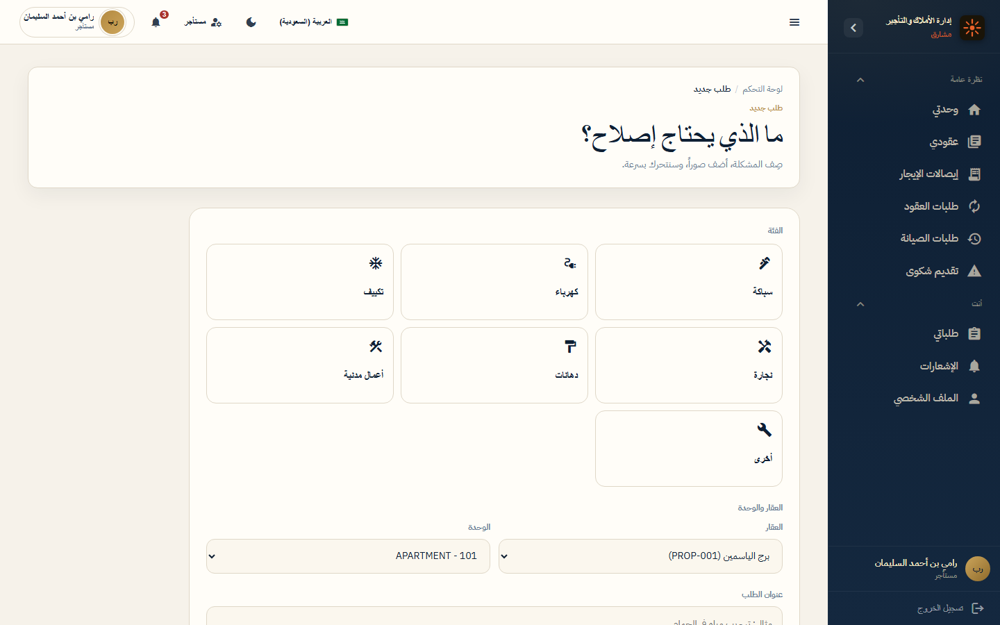 إدارة الأملاك والتأجير
مشارق
نظرة عامة
وحدتي
عقودي
إيصالات الإيجار
طلبات العقود
طلبات الصيانة
تقديم شكوى
أنت
طلباتي
الإشعارات
الملف الشخصي
رب
رامي بن أحمد السليمان
مستأجر
تسجيل الخروج
العربية (السعودية)
مستأجر
3
رب
رامي بن أحمد السليمان
مستأجر
لوحة التحكم / طلب جديد
طلب جديد
ما الذي يحتاج إصلاح؟
صِف المشكلة، أضف صوراً، وسنتحرك بسرعة.
الفئة
سباكة
كهرباء
تكييف
نجارة
دهانات
أعمال مدنية
أخرى
العقار والوحدة
العقار
الوحدة
برج الياسمين (PROP-001)
APARTMENT - 101
عنوان الطلب